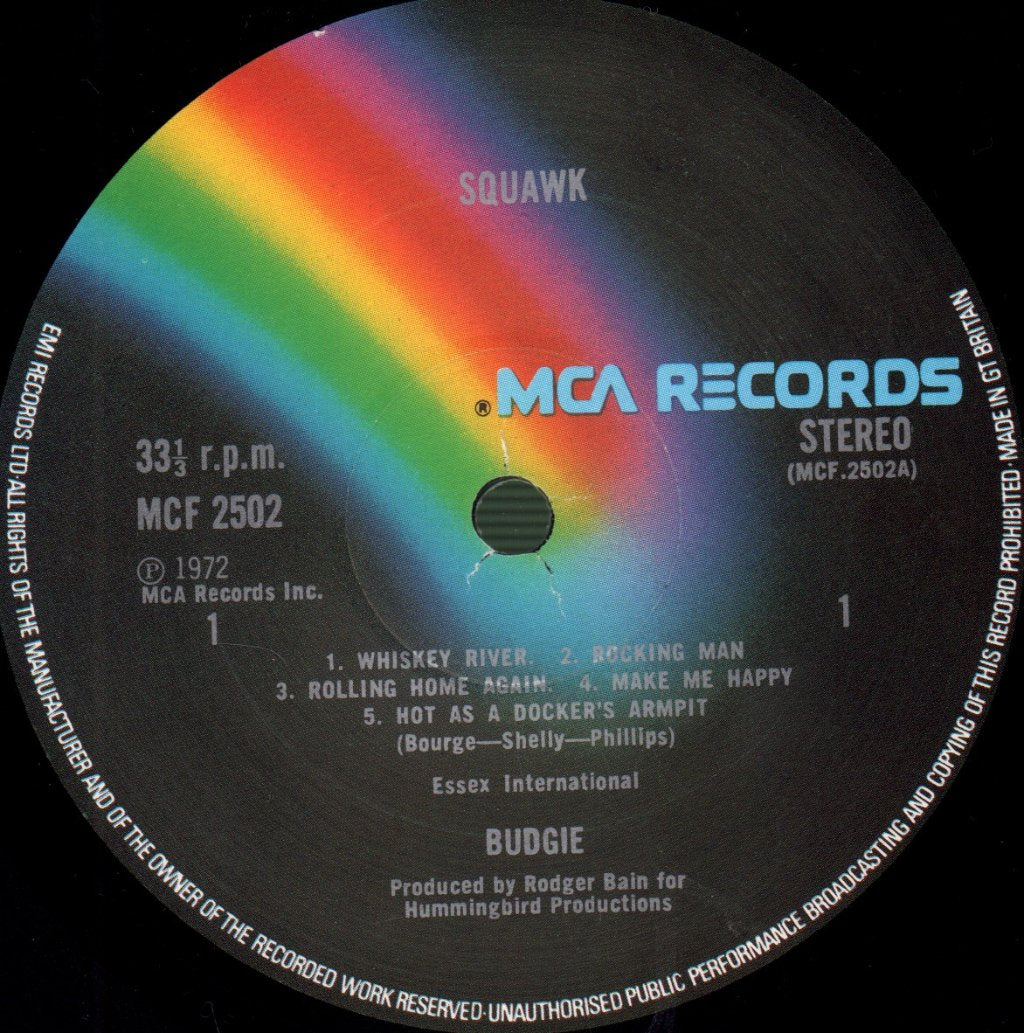 SQUAWK
® MCA RECORDS
STEREO
(MCF.2502A)
33⅓ r.p.m.
MCF 2502
℗ 1972
MCA Records Inc.
1
1
1. WHISKEY RIVER. 2. ROCKING MAN
3. ROLLING HOME AGAIN. 4. MAKE ME HAPPY
5. HOT AS A DOCKER'S ARMPIT
(Bourge—Shelly—Phillips)
Essex International
BUDGIE
Produced by Rodger Bain for
Hummingbird Productions
EMI RECORDS LTD·ALL RIGHTS OF THE MANUFACTURER AND OF THE OWNER OF THE RECORDED WORK RESERVED·UNAUTHORISED PUBLIC PERFORMANCE BROADCASTING AND COPYING OF THIS RECORD PROHIBITED·MADE IN GT BRITAIN